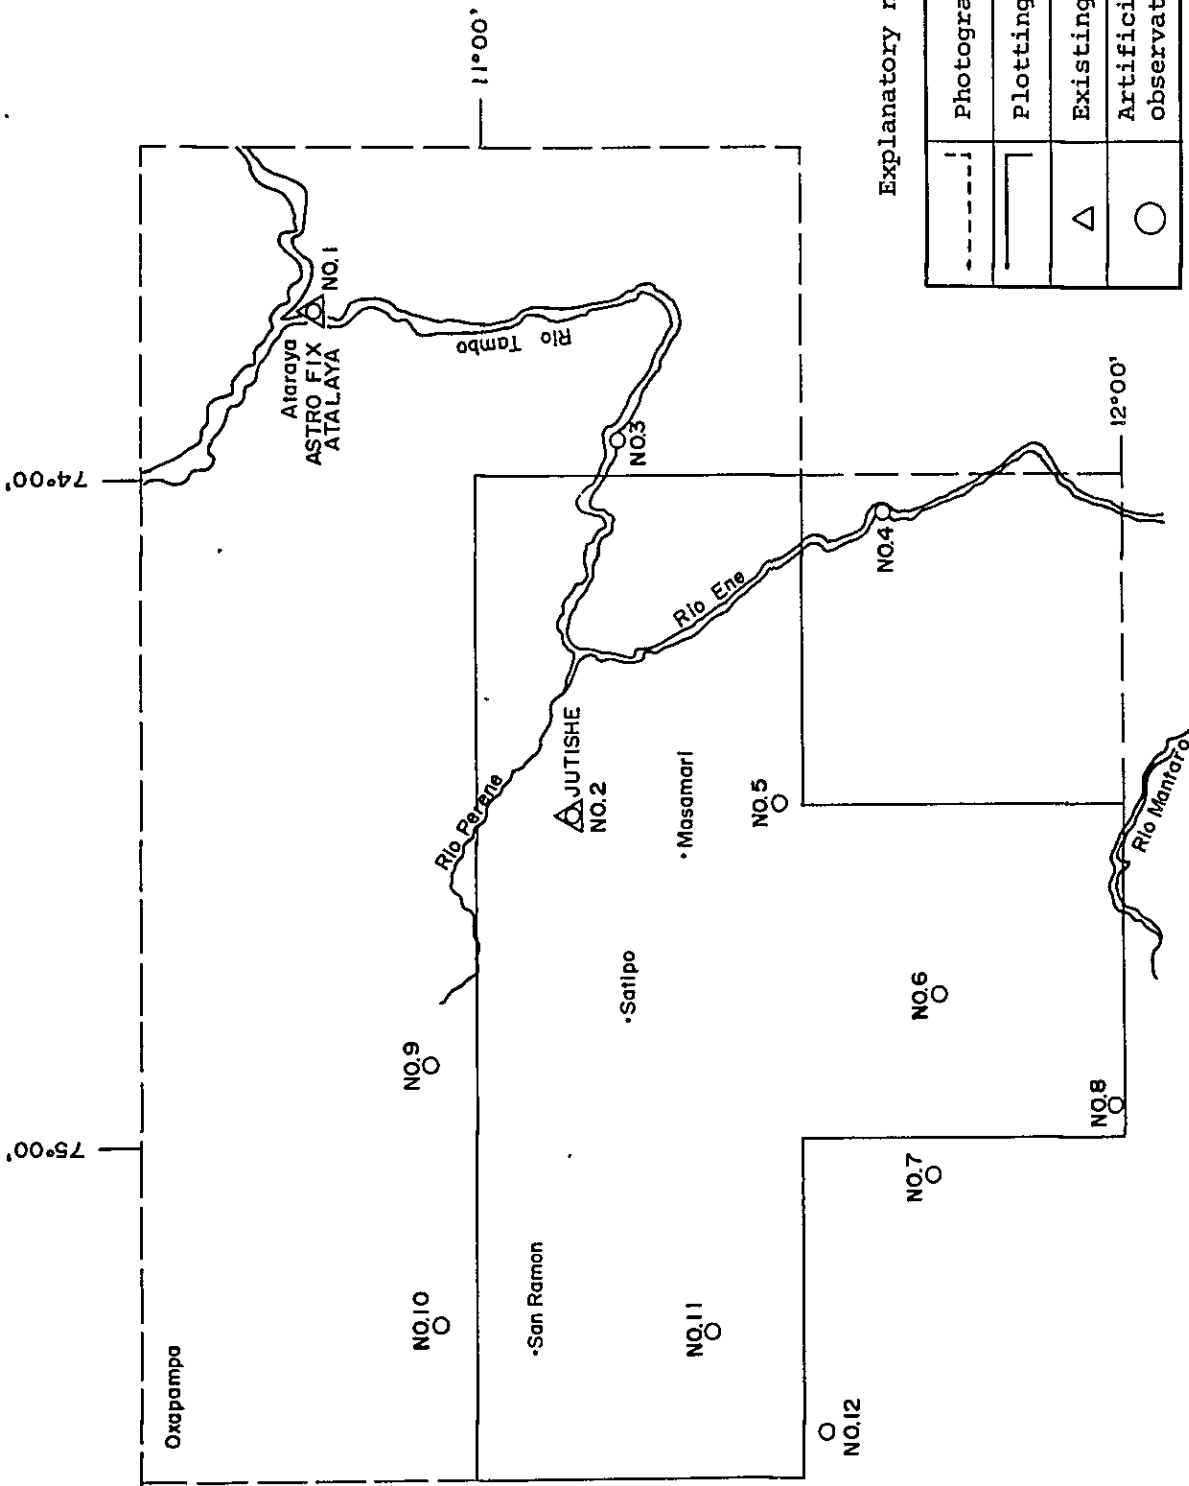 74°00'
75°00'
11°00'
12°00'
Oxapampa
Ataraya
ASTRO FIX
ATALAYA
NO.1
Rio Tambo
NO.3
NO.4
Rio Ene
Rio Perene
JUTISHE
NO.2
•Masamari
NO.5
•Satipo
NO.6
NO.9
NO.8
NO.7
Rio Mantaro
NO.10
•San Ramon
NO.11
NO.12
Explanatory n
Photogra
Plotting
Existing
Artifici
observat